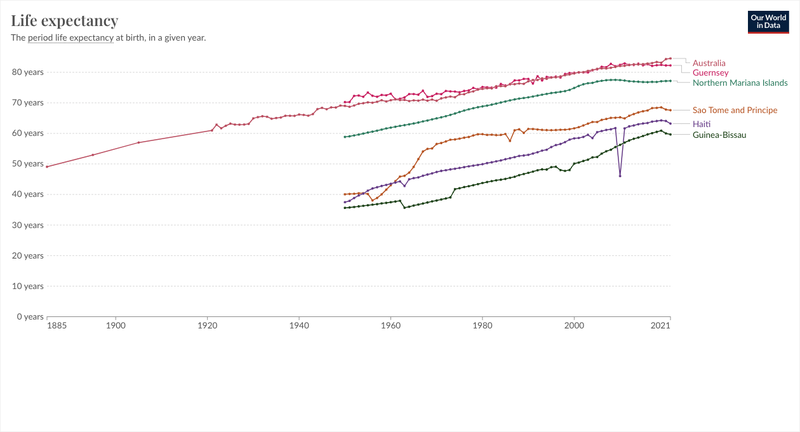 Life expectancy
The period life expectancy at birth, in a given year.
Our World
in Data
80 years
70 years
60 years
50 years
40 years
30 years
20 years
10 years
0 years
1885
1900
1920
1940
1960
1980
2000
2021
Australia
Guernsey
Northern Mariana Islands
Sao Tome and Principe
Haiti
Guinea-Bissau